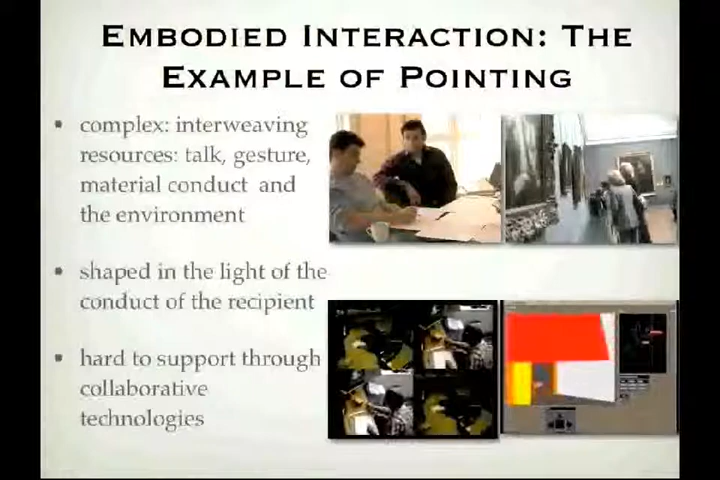 EMBODIED INTERACTION: THE
EXAMPLE OF POINTING
• complex: interweaving
resources: talk, gesture,
material conduct and
the environment
• shaped in the light of the
conduct of the recipient
• hard to support through
collaborative
technologies